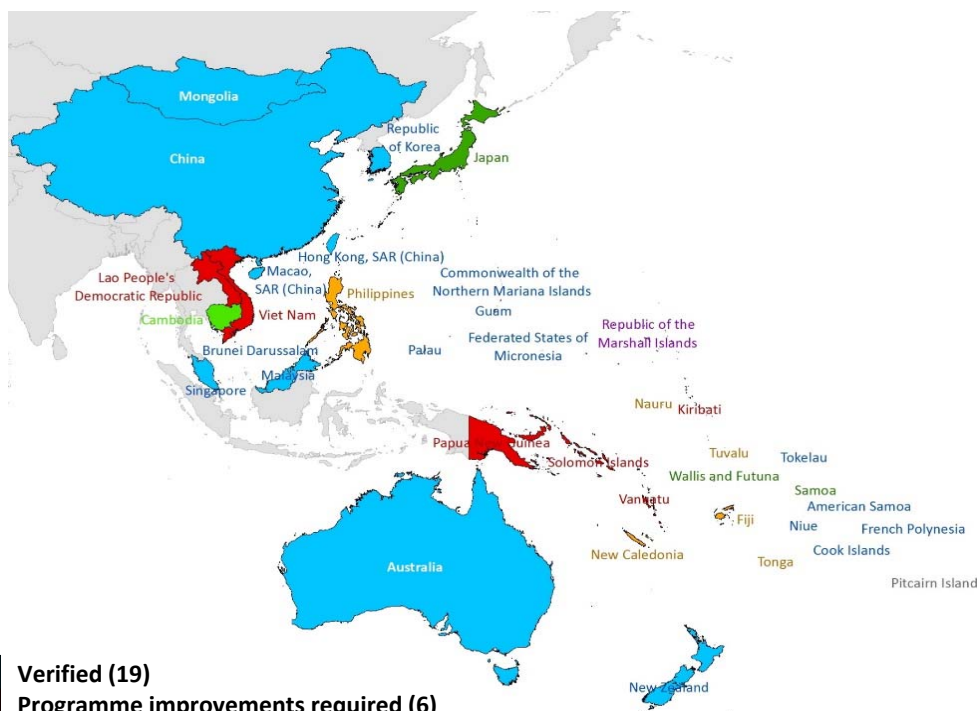 Mongolia
Republic
of Korea
China
Japan
Hong Kong, SAR (China)
Macao,
SAR (China)
Lao People's
Democratic Republic
Commonwealth of the
Northern Mariana Islands
Philippines
Guam
Cambodia
Viet Nam
Republic of the
Marshall Islands
Federated States of
Micronesia
Brunei Darussalam
Palau
Malaysia
Singapore
Nauru
Kiribati
Papua New Guinea
Tuvalu
Tokelau
Solomon Islands
Wallis and Futuna
Samoa
Vanuatu
American Samoa
Fiji
Niue
French Polynesia
New Caledonia
Cook Islands
Tonga
Australia
Pitcairn Island
New Zealand
Verified (19)
Programme improvements required (6)